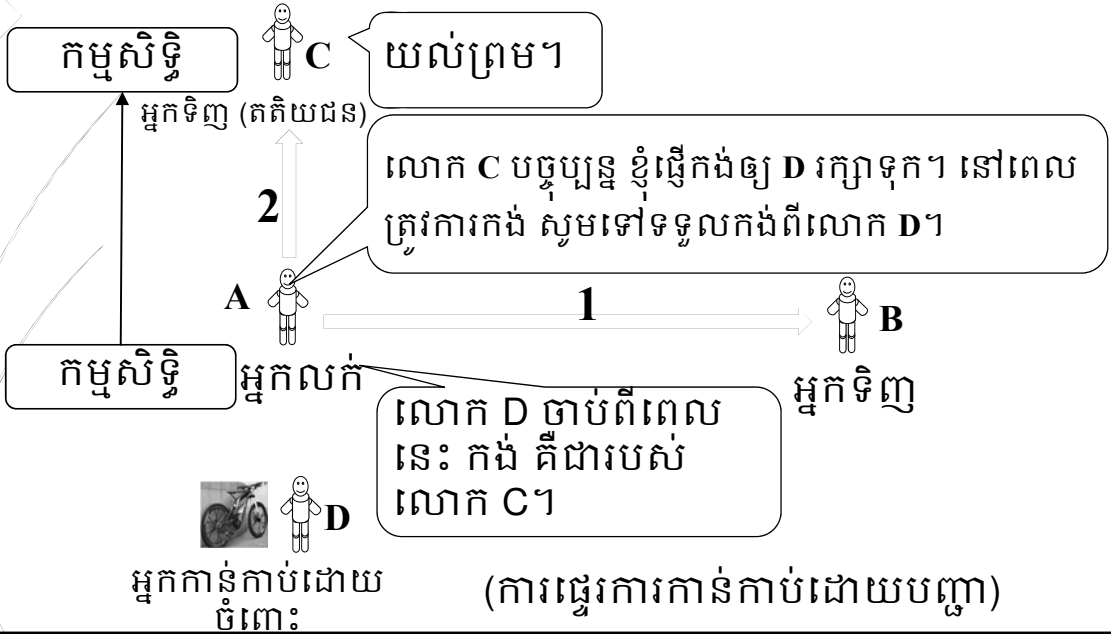 កម្មសិទ្ធិ
C
យល់ព្រម។
អ្នកទិញ (តតិយជន)
លោក C បច្ចុប្បន្ន ខ្ញុំផ្ញើកង់ឲ្យ D រក្សាទុក។ នៅពេល
ត្រូវការកង់ សូមទៅទទួលកង់ពីលោក D។
2
A
1
B
កម្មសិទ្ធិ
អ្នកលក់
អ្នកទិញ
លោក D ចាប់ពីពេល
នេះ កង់ គឺជារបស់
លោក C។
D
អ្នកកាន់កាប់ដោយ
ចំពោះ
(ការផ្ទេរការកាន់កាប់ដោយបញ្ជា)